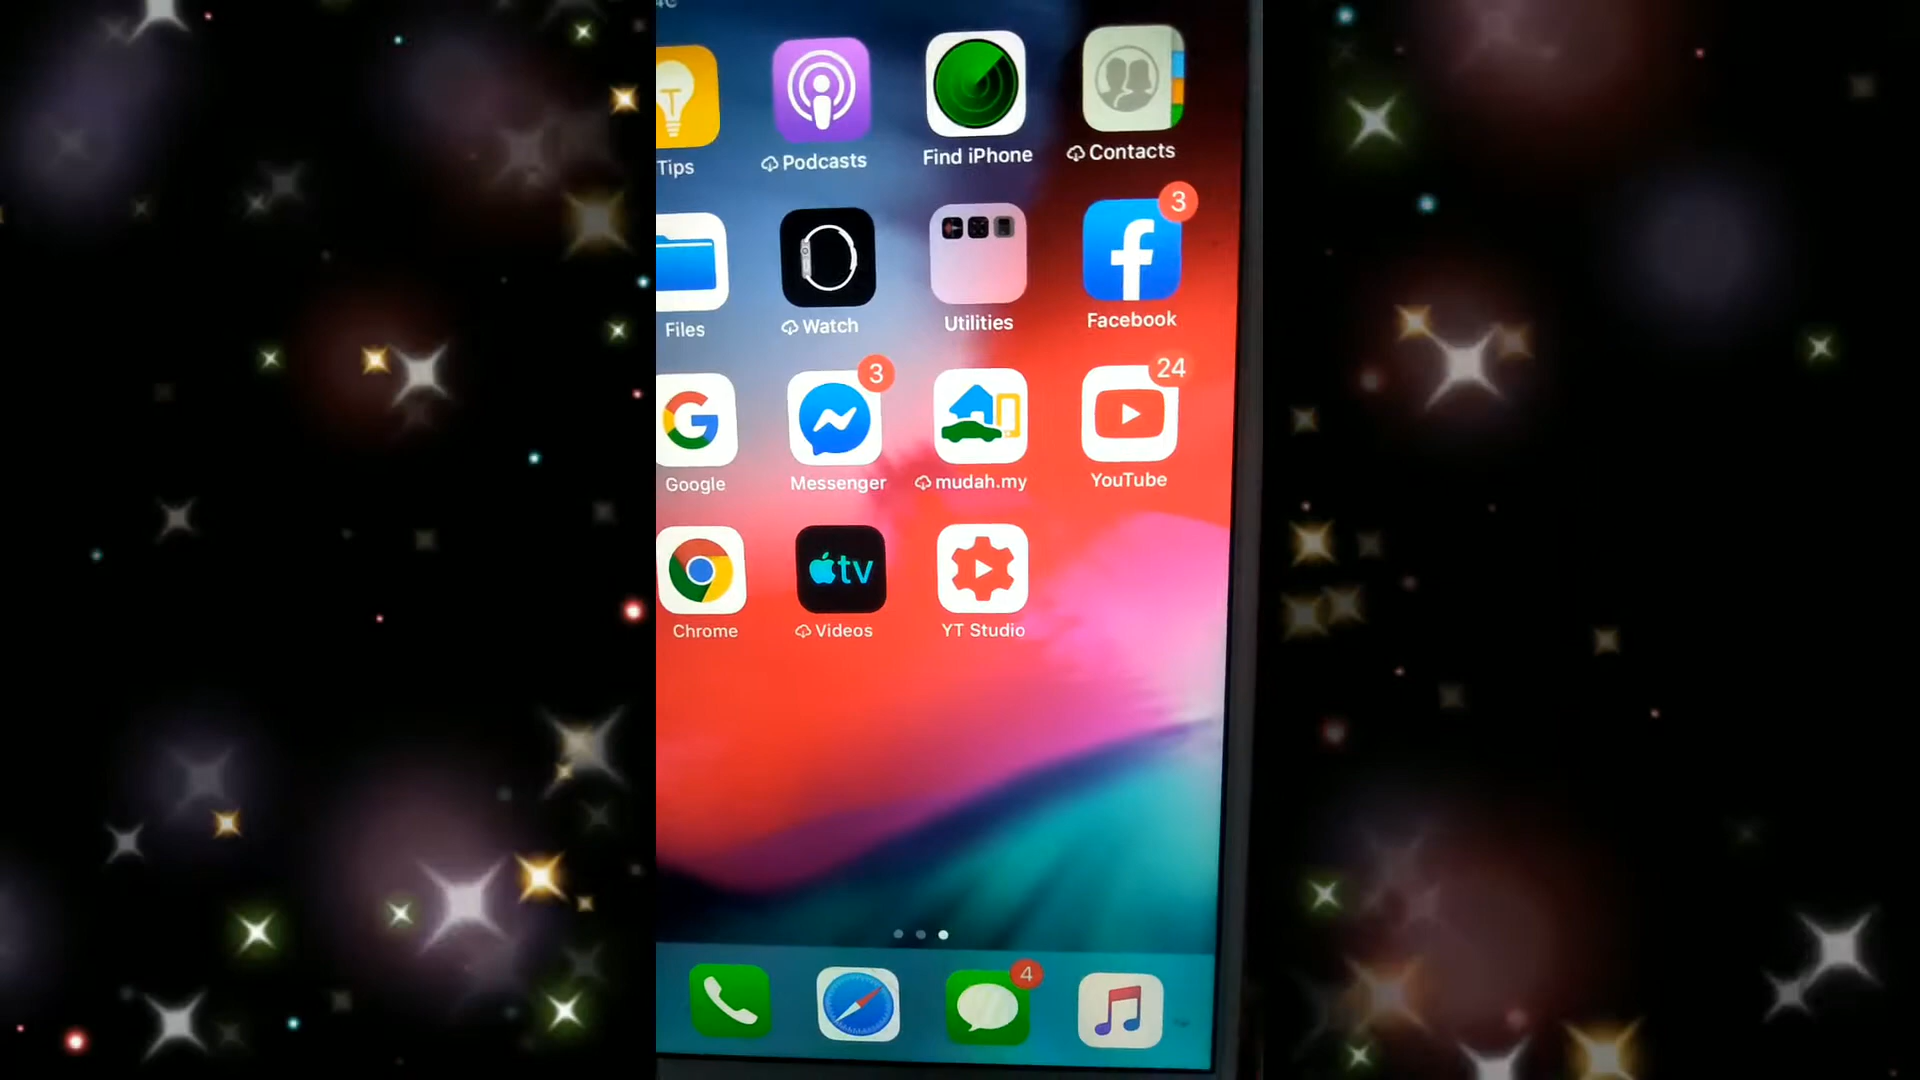 4G
Tips Podcasts Find iPhone Contacts
3
Files Watch Utilities Facebook
3 24
Google Messenger mudah.my YouTube
tv
Chrome Videos YT Studio
4